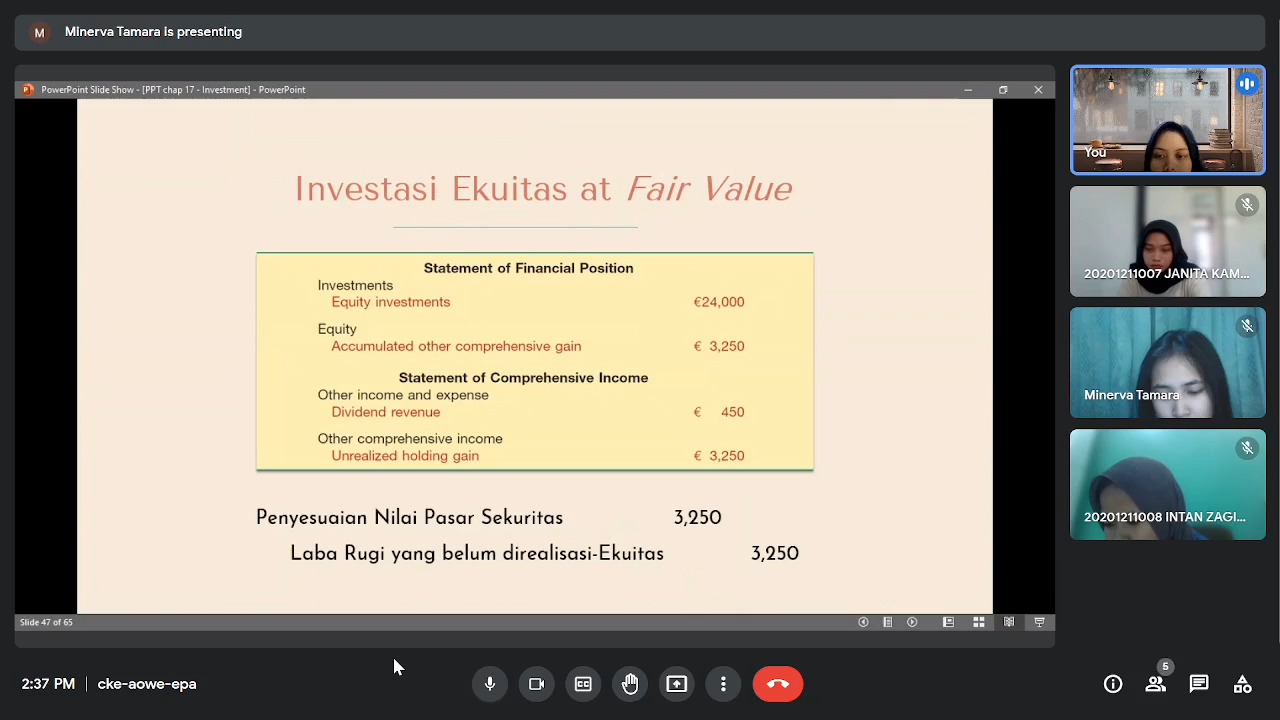 M Minerva Tamara is presenting
PowerPoint Slide Show - [PPT chap 17 - Investment] - PowerPoint
Investasi Ekuitas at Fair Value
Statement of Financial Position
Investments
Equity investments €24,000
Equity
Accumulated other comprehensive gain € 3,250
Statement of Comprehensive Income
Other income and expense
Dividend revenue € 450
Other comprehensive income
Unrealized holding gain € 3,250
Penyesuaian Nilai Pasar Sekuritas 3,250
Laba Rugi yang belum direalisasi-Ekuitas 3,250
Slide 47 of 65
You
20201211007 JANITA KAM...
Minerva Tamara
20201211008 INTAN ZAGI...
2:37 PM | cke-aowe-epa
5